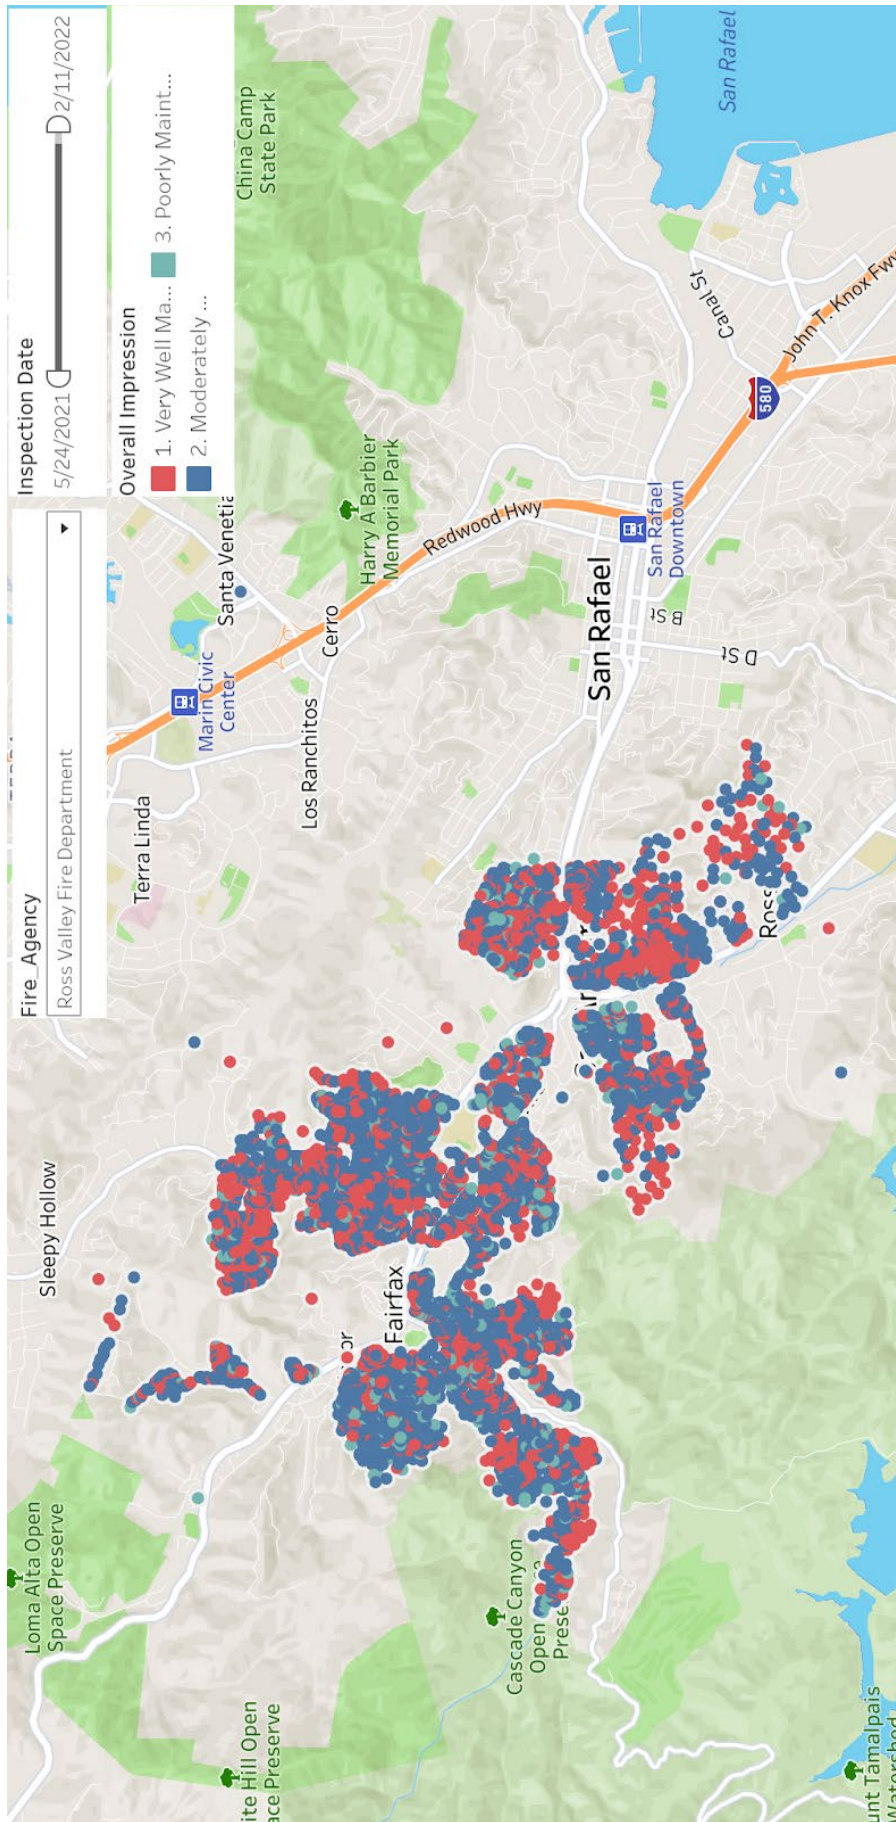 Fire_Agency
Ross Valley Fire Department
Inspection Date
5/24/2021
2/11/2022
Overall Impression
1. Very Well Ma...
3. Poorly Maint...
2. Moderately ...
Loma Alta Open
Space Preserve
Sleepy Hollow
Terra Linda
Marin Civic
Center
Santa Venetia
China Camp
State Park
Los Ranchitos
Cerro
Harry A Barbier
Memorial Park
Redwood Hwy
Fairfax
San Rafael
San Rafael
Downtown
B St
D St
Canal St
580
John T. Knox Fwy
San Rafael
Ross
Cascade Canyon
Open
Prese
ite Hill Open
ace Preserve
unt Tamalpais
Watershed